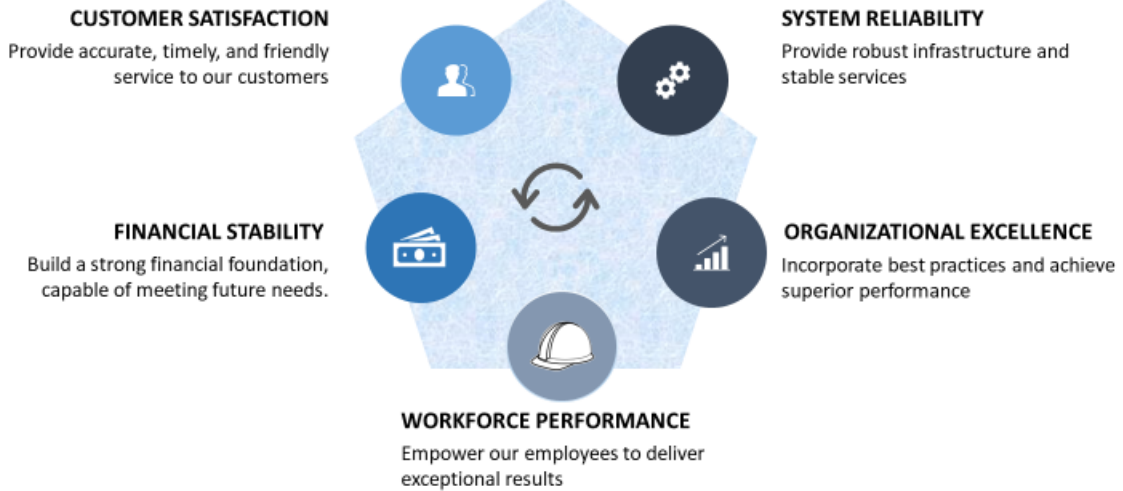 CUSTOMER SATISFACTION
Provide accurate, timely, and friendly
service to our customers
SYSTEM RELIABILITY
Provide robust infrastructure and
stable services
FINANCIAL STABILITY
Build a strong financial foundation,
capable of meeting future needs.
ORGANIZATIONAL EXCELLENCE
Incorporate best practices and achieve
superior performance
WORKFORCE PERFORMANCE
Empower our employees to deliver
exceptional results